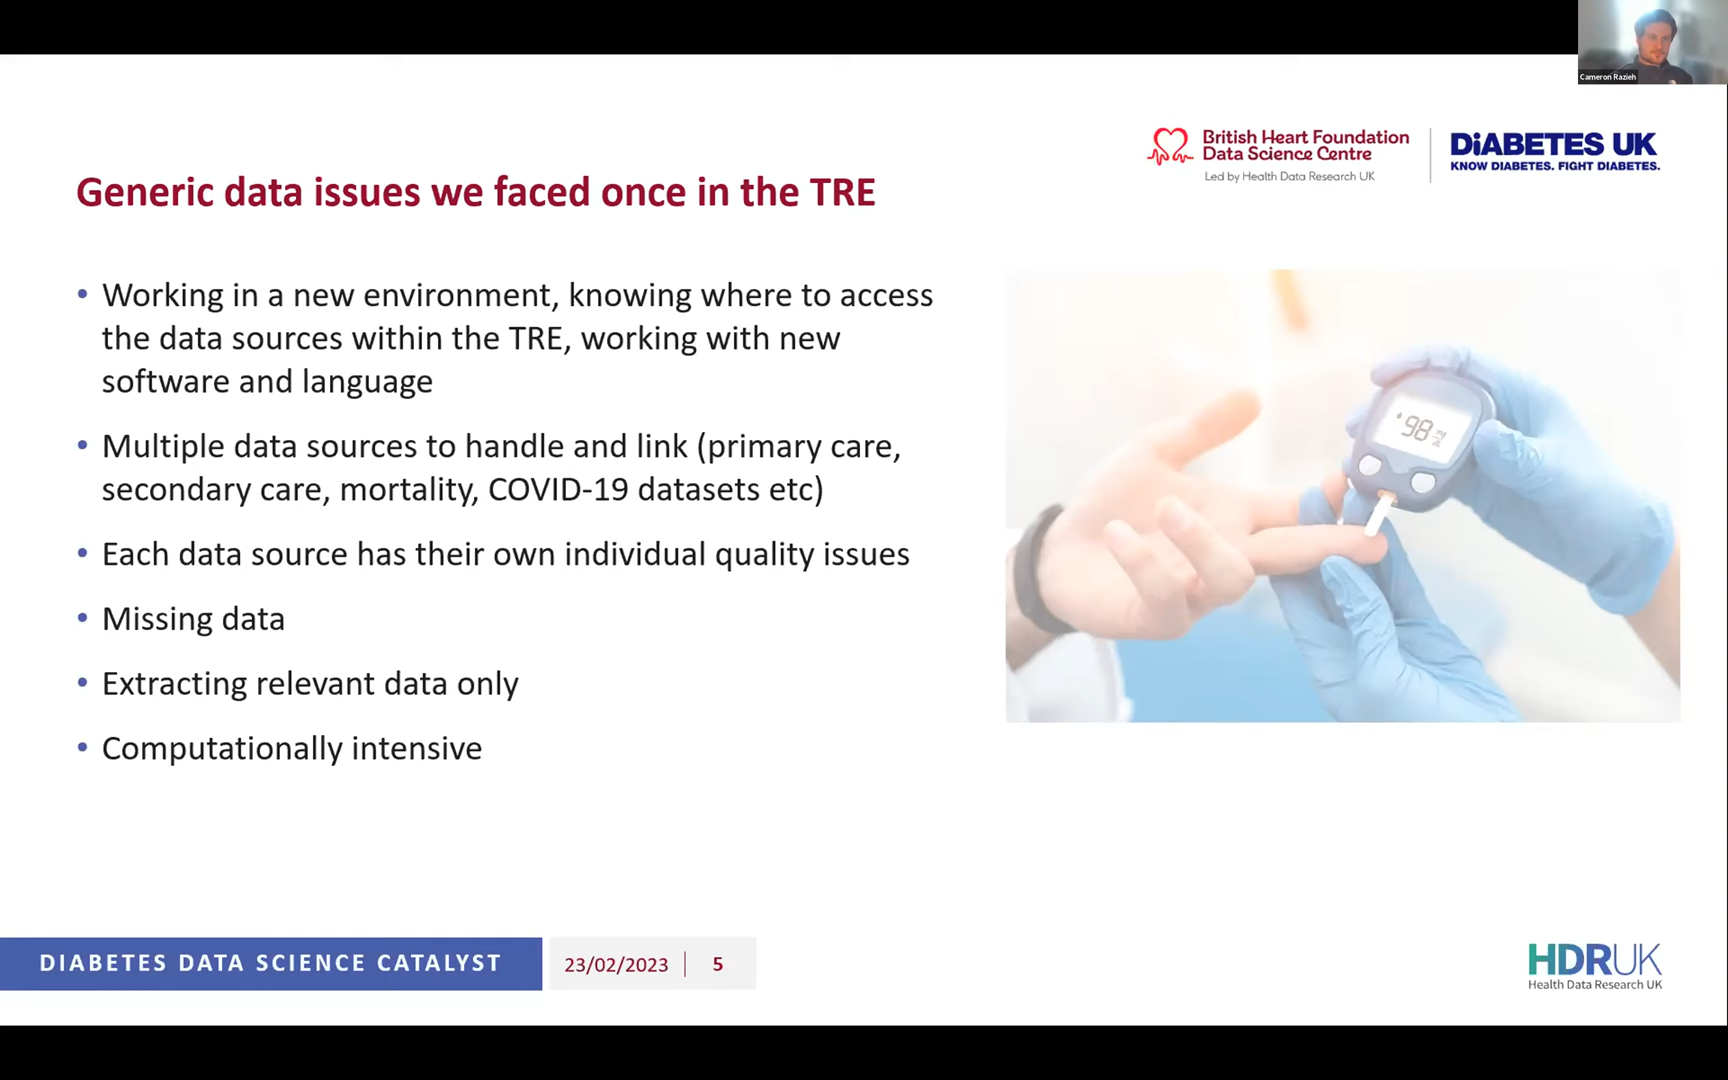 Cameron Razieh
British Heart Foundation
Data Science Centre
Led by Health Data Research UK
DiABETES UK
KNOW DIABETES. FIGHT DIABETES.
Generic data issues we faced once in the TRE
• Working in a new environment, knowing where to access
the data sources within the TRE, working with new
software and language
• Multiple data sources to handle and link (primary care,
secondary care, mortality, COVID-19 datasets etc)
• Each data source has their own individual quality issues
• Missing data
• Extracting relevant data only
• Computationally intensive
98
DIABETES DATA SCIENCE CATALYST
23/02/2023 | 5
HDRUK
Health Data Research UK